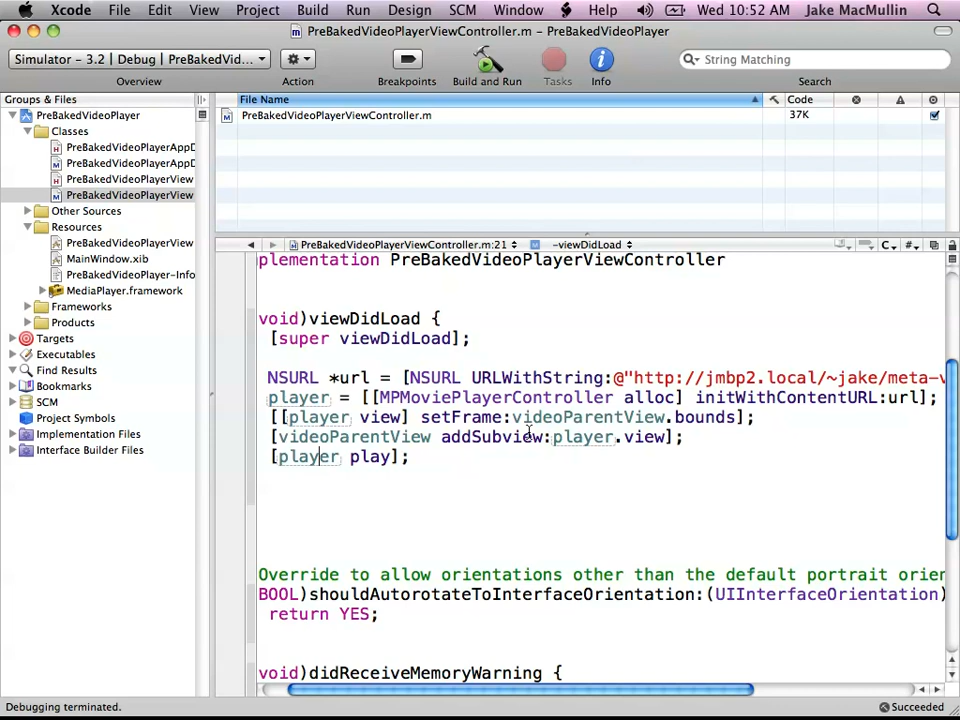 Xcode File Edit View Project Build Run Design SCM Window Help Wed 10:52 AM Jake MacMullin
PreBakedVideoPlayerViewController.m – PreBakedVideoPlayer
Simulator - 3.2 | Debug | PreBakedVid...
String Matching
Overview Action Breakpoints Build and Run Tasks Info Search
Groups & Files
File Name Code
PreBakedVideoPlayer
PreBakedVideoPlayerViewController.m 37K
Classes
PreBakedVideoPlayerAppD
PreBakedVideoPlayerAppD
PreBakedVideoPlayerView
PreBakedVideoPlayerView
Other Sources
Resources
PreBakedVideoPlayerView
MainWindow.xib
PreBakedVideoPlayer-Info
MediaPlayer.framework
Frameworks
Products
Targets
Executables
Find Results
Bookmarks
SCM
Project Symbols
Implementation Files
Interface Builder Files
PreBakedVideoPlayerViewController.m:21 -viewDidLoad C #
plementation PreBakedVideoPlayerViewController
void)viewDidLoad {
[super viewDidLoad];
NSURL *url = [NSURL URLWithString:@"http://jmbp2.local/~jake/meta-v
player = [[MPMoviePlayerController alloc] initWithContentURL:url];
[[player view] setFrame:videoParentView.bounds];
[videoParentView addSubview:player.view];
[player play];
Override to allow orientations other than the default portrait orien
BOOL)shouldAutorotateToInterfaceOrientation:(UIInterfaceOrientation)
return YES;
void)didReceiveMemoryWarning {
Debugging terminated. Succeeded